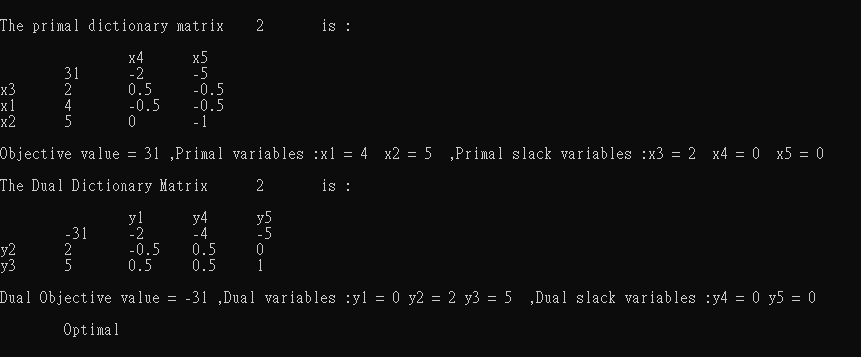 The primal dictionary matrix 2 is :
x4 x5
31 -2 -5
x3 2 0.5 -0.5
x1 4 -0.5 -0.5
x2 5 0 -1
Objective value = 31 ,Primal variables :x1 = 4 x2 = 5 ,Primal slack variables :x3 = 2 x4 = 0 x5 = 0
The Dual Dictionary Matrix 2 is :
y1 y4 y5
-31 -2 -4 -5
y2 2 -0.5 0.5 0
y3 5 0.5 0.5 1
Dual Objective value = -31 ,Dual variables :y1 = 0 y2 = 2 y3 = 5 ,Dual slack variables :y4 = 0 y5 = 0
Optimal